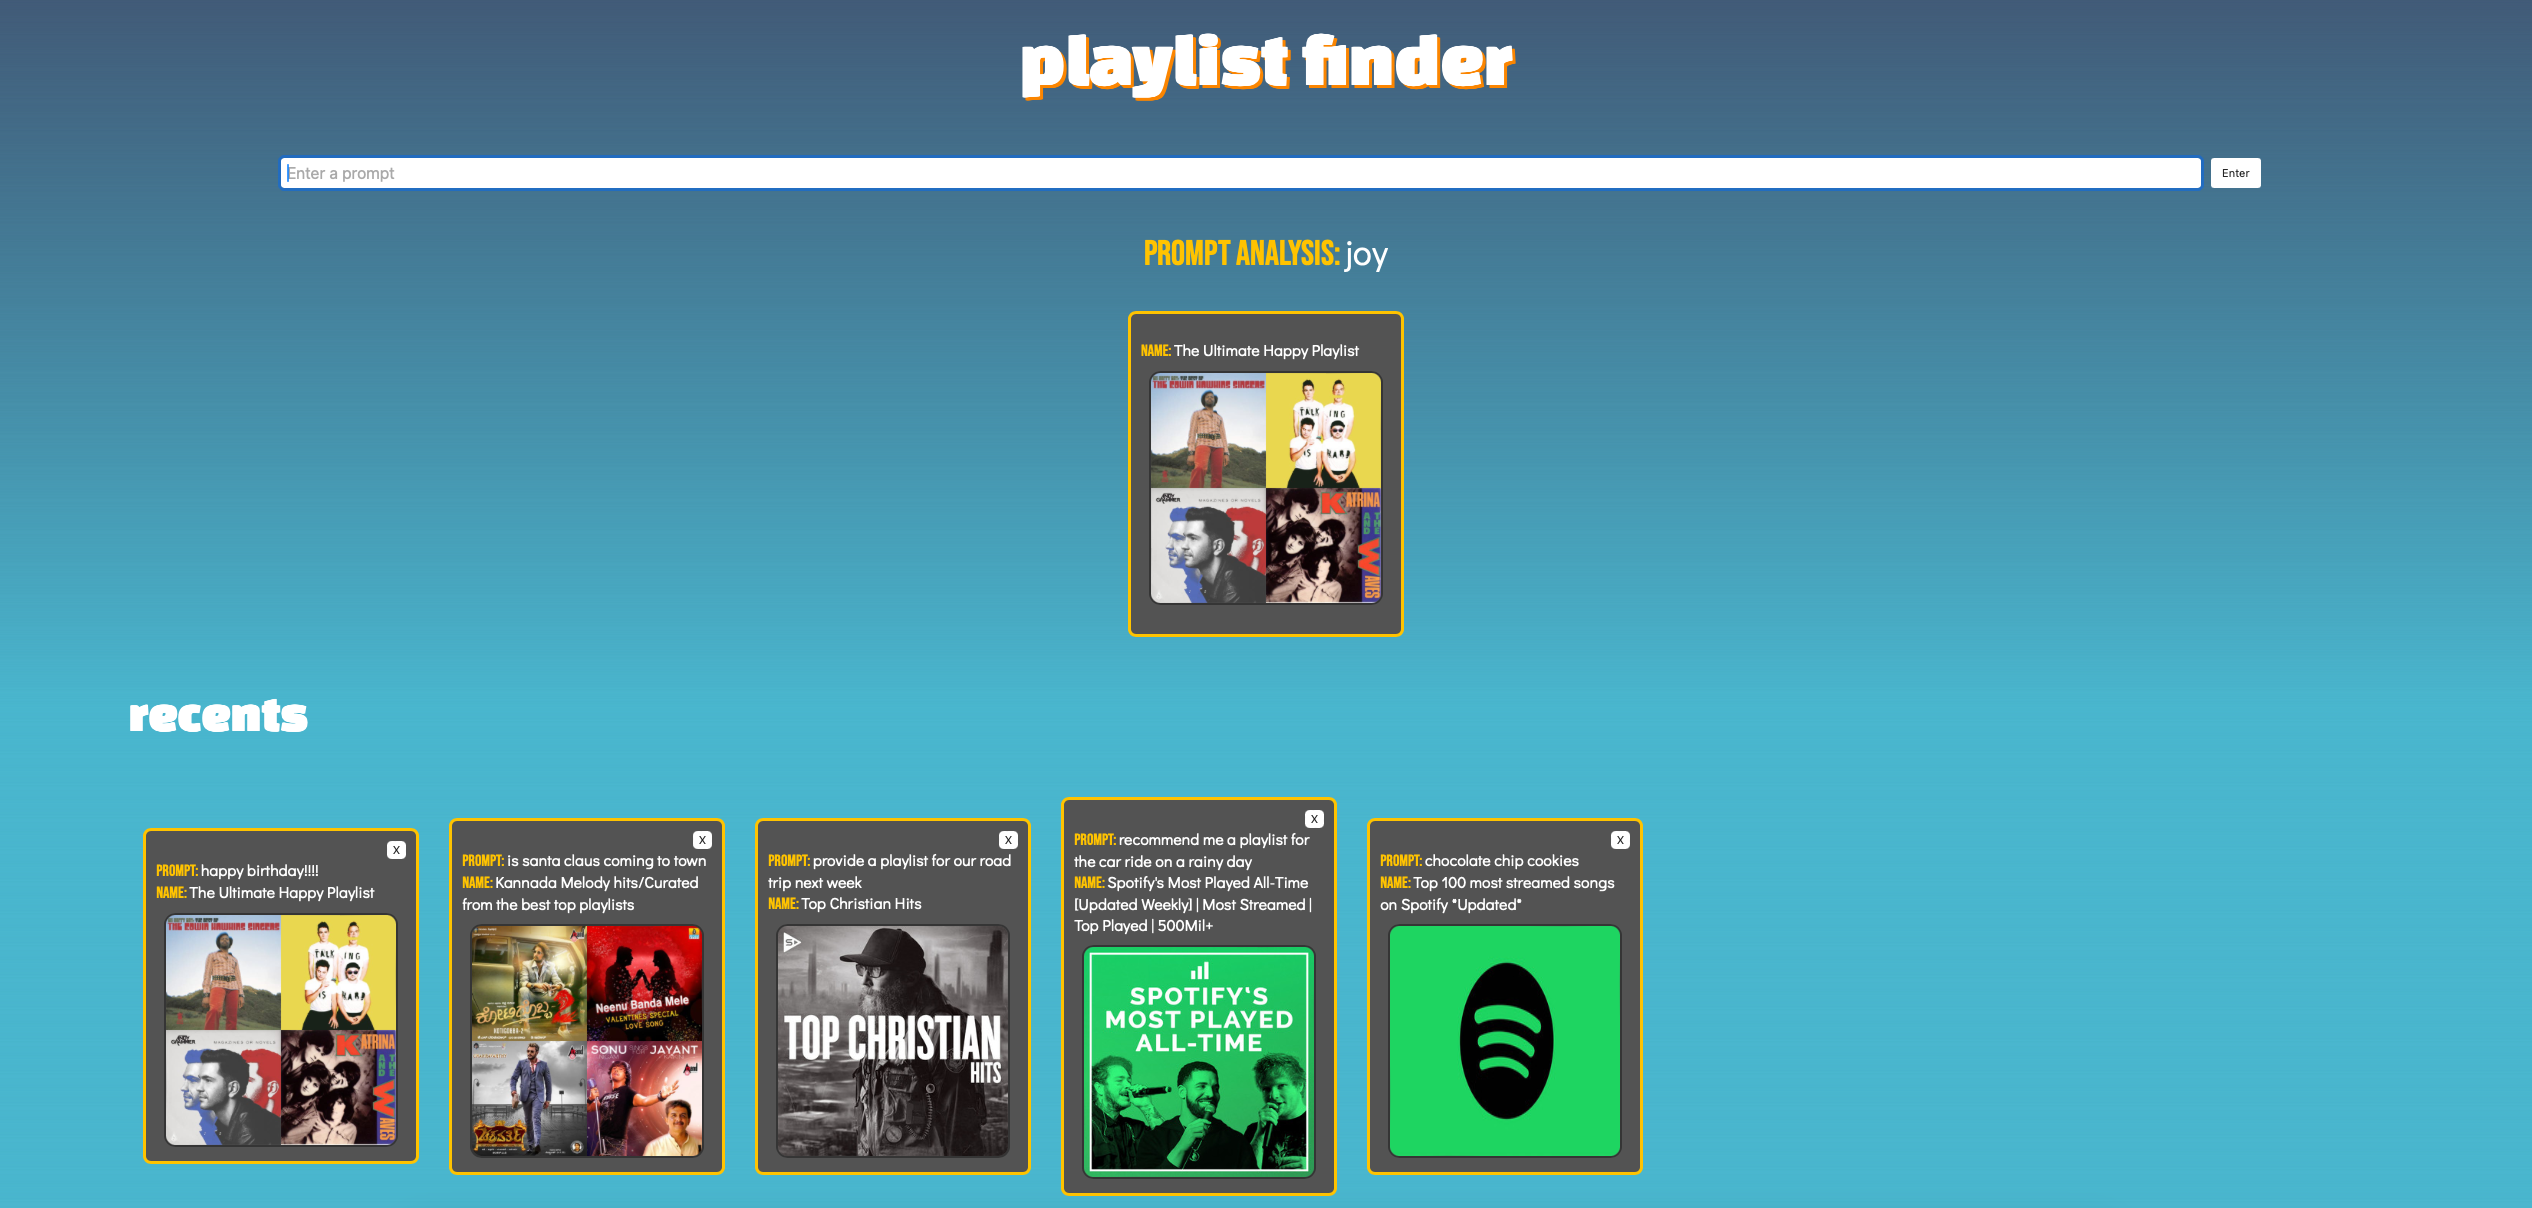 playlist finder
Enter a prompt
Enter
PROMPT ANALYSIS: joy
NAME: The Ultimate Happy Playlist
THE EDWIN HAWKINS SINGERS
TALK ING
IS HARD
ANDY GRAMMER
MAGAZINES OR NOVELS
KATRINA
AND THE
WAVES
recents
X
PROMPT: happy birthday!!!!
NAME: The Ultimate Happy Playlist
THE EDWIN HAWKINS SINGERS
TALK ING
IS HARD
ANDY GRAMMER
MAGAZINES OR NOVELS
KATRINA
AND THE
WAVES
X
PROMPT: is santa claus coming to town
NAME: Kannada Melody hits/Curated
from the best top playlists
2
Neenu Banda Mele
VALENTINES SPECIAL
LOVE SONG
SONU JAYANT
X
PROMPT: provide a playlist for our road
trip next week
NAME: Top Christian Hits
TOP CHRISTIAN
HITS
X
PROMPT: recommend me a playlist for
the car ride on a rainy day
NAME: Spotify's Most Played All-Time
[Updated Weekly] | Most Streamed |
Top Played | 500Mil+
SPOTIFY'S
MOST PLAYED
ALL-TIME
X
PROMPT: chocolate chip cookies
NAME: Top 100 most streamed songs
on Spotify *Updated*